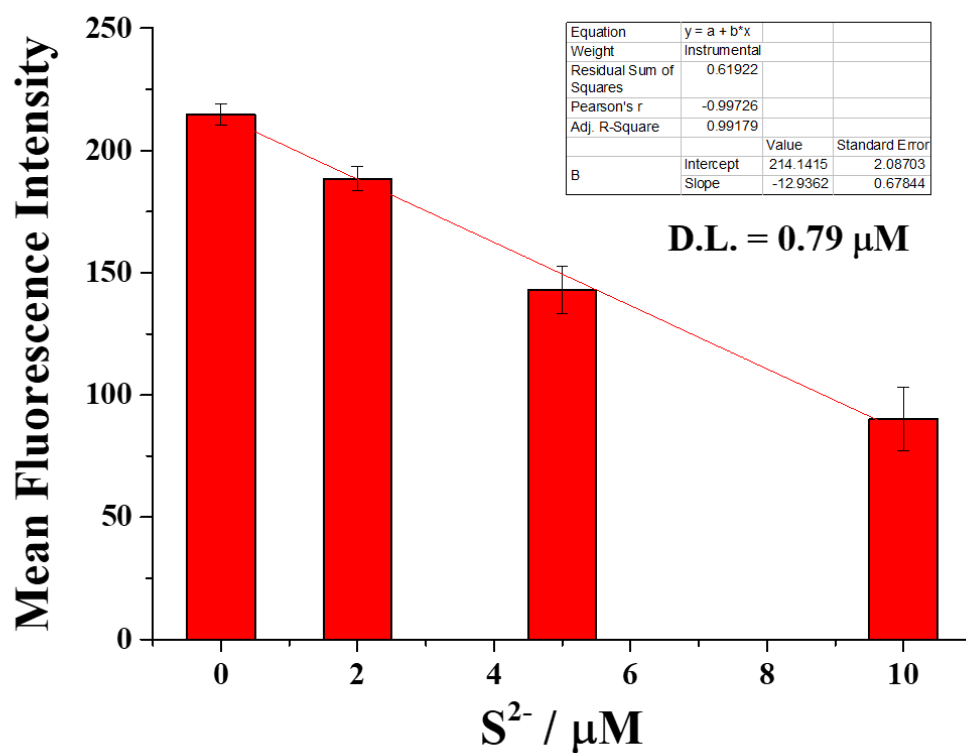 Mean Fluorescence Intensity
250
200
150
100
50
0
Equation y = a + b*x
Weight Instrumental
Residual Sum of Squares 0.61922
Pearson's r -0.99726
Adj. R-Square 0.99179
Value Standard Error
B Intercept 214.1415 2.08703
Slope -12.9362 0.67844
D.L. = 0.79 μM
0 2 4 6 8 10
S²⁻ / μM